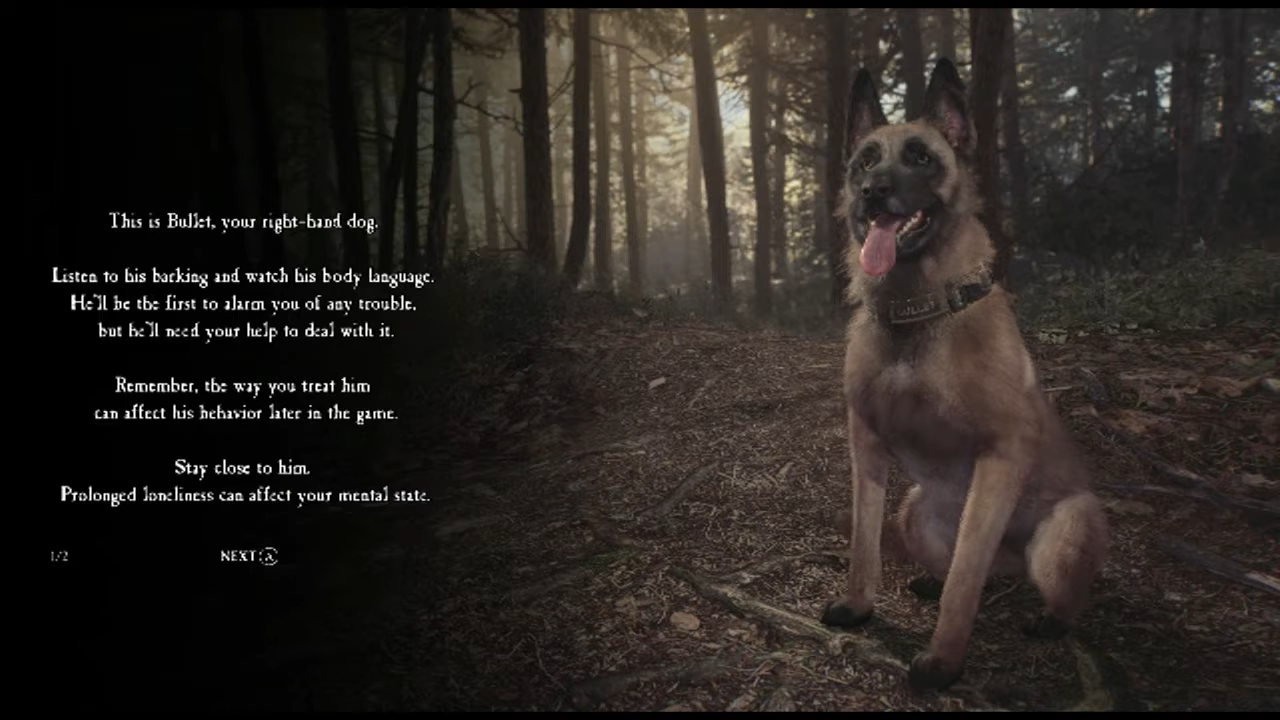 This is Bullet, your right-hand dog.
Listen to his barking and watch his body language.
He'll be the first to alarm you of any trouble,
but he'll need your help to deal with it.
Remember, the way you treat him
can affect his behavior later in the game.
Stay close to him.
Prolonged loneliness can affect your mental state.
1/2
NEXT A
BULLET